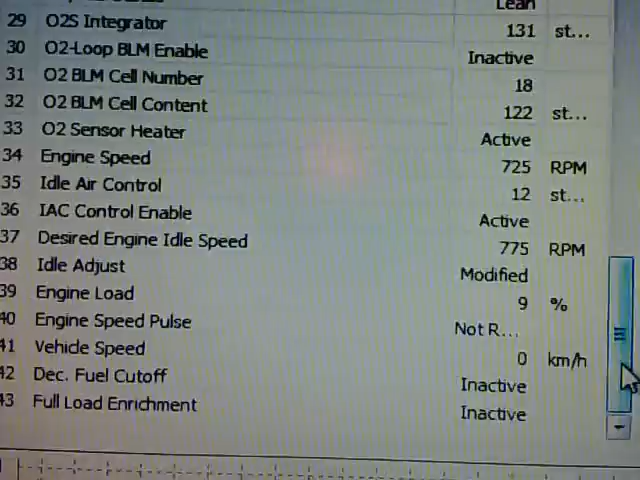 Lean
29 O2S Integrator 131 st...
30 O2-Loop BLM Enable Inactive
31 O2 BLM Cell Number 18
32 O2 BLM Cell Content 122 st...
33 O2 Sensor Heater Active
34 Engine Speed 725 RPM
35 Idle Air Control 12 st...
36 IAC Control Enable Active
37 Desired Engine Idle Speed 775 RPM
38 Idle Adjust Modified
39 Engine Load 9 %
40 Engine Speed Pulse Not R...
41 Vehicle Speed 0 km/h
42 Dec. Fuel Cutoff Inactive
43 Full Load Enrichment Inactive